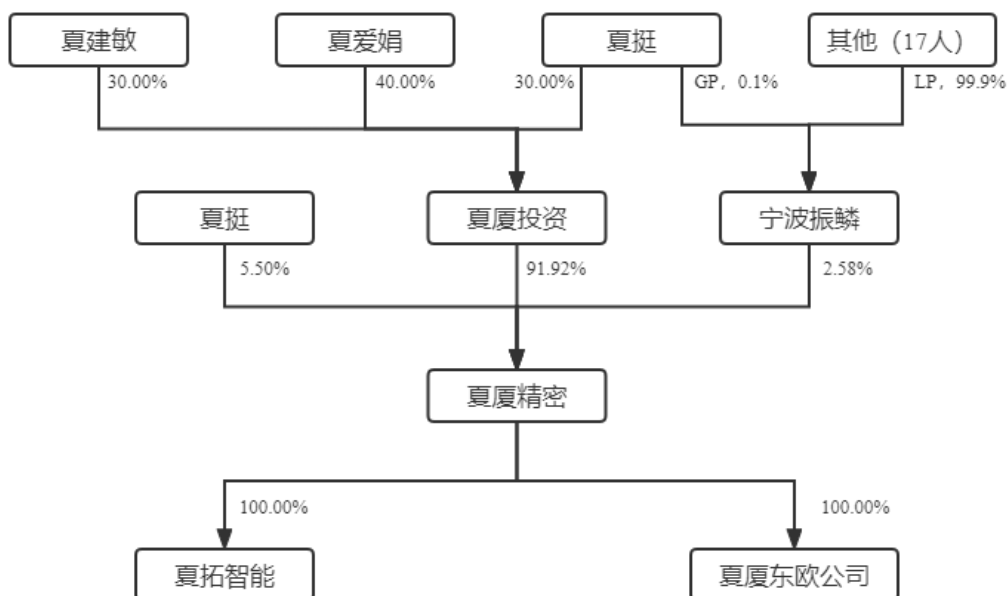 夏建敏
夏爱娟
夏挺
其他（17人）
30.00%
40.00%
30.00%
GP，0.1%
LP，99.9%
夏挺
夏厦投资
宁波振鳞
5.50%
91.92%
2.58%
夏厦精密
100.00%
100.00%
夏拓智能
夏厦东欧公司